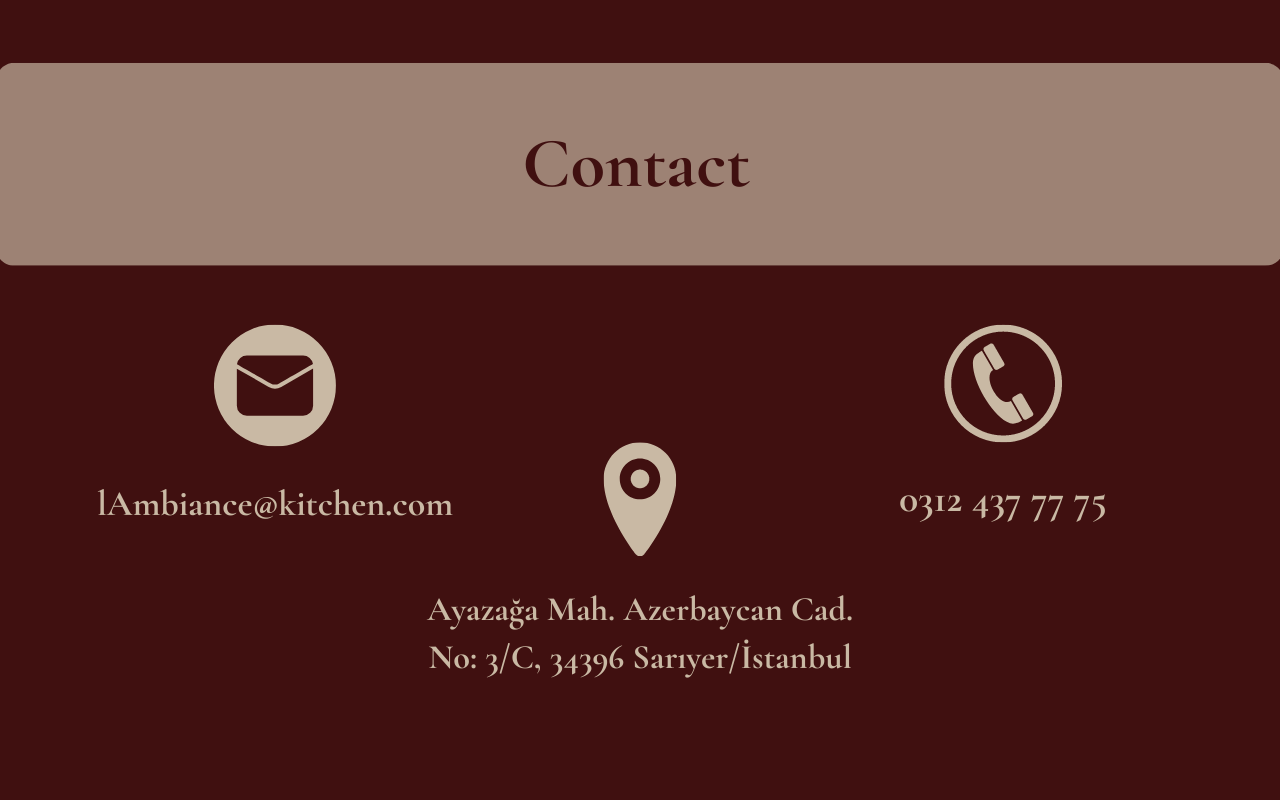 Contact
lAmbiance@kitchen.com
0312 437 77 75
Ayazağa Mah. Azerbaycan Cad.
No: 3/C, 34396 Sarıyer/İstanbul